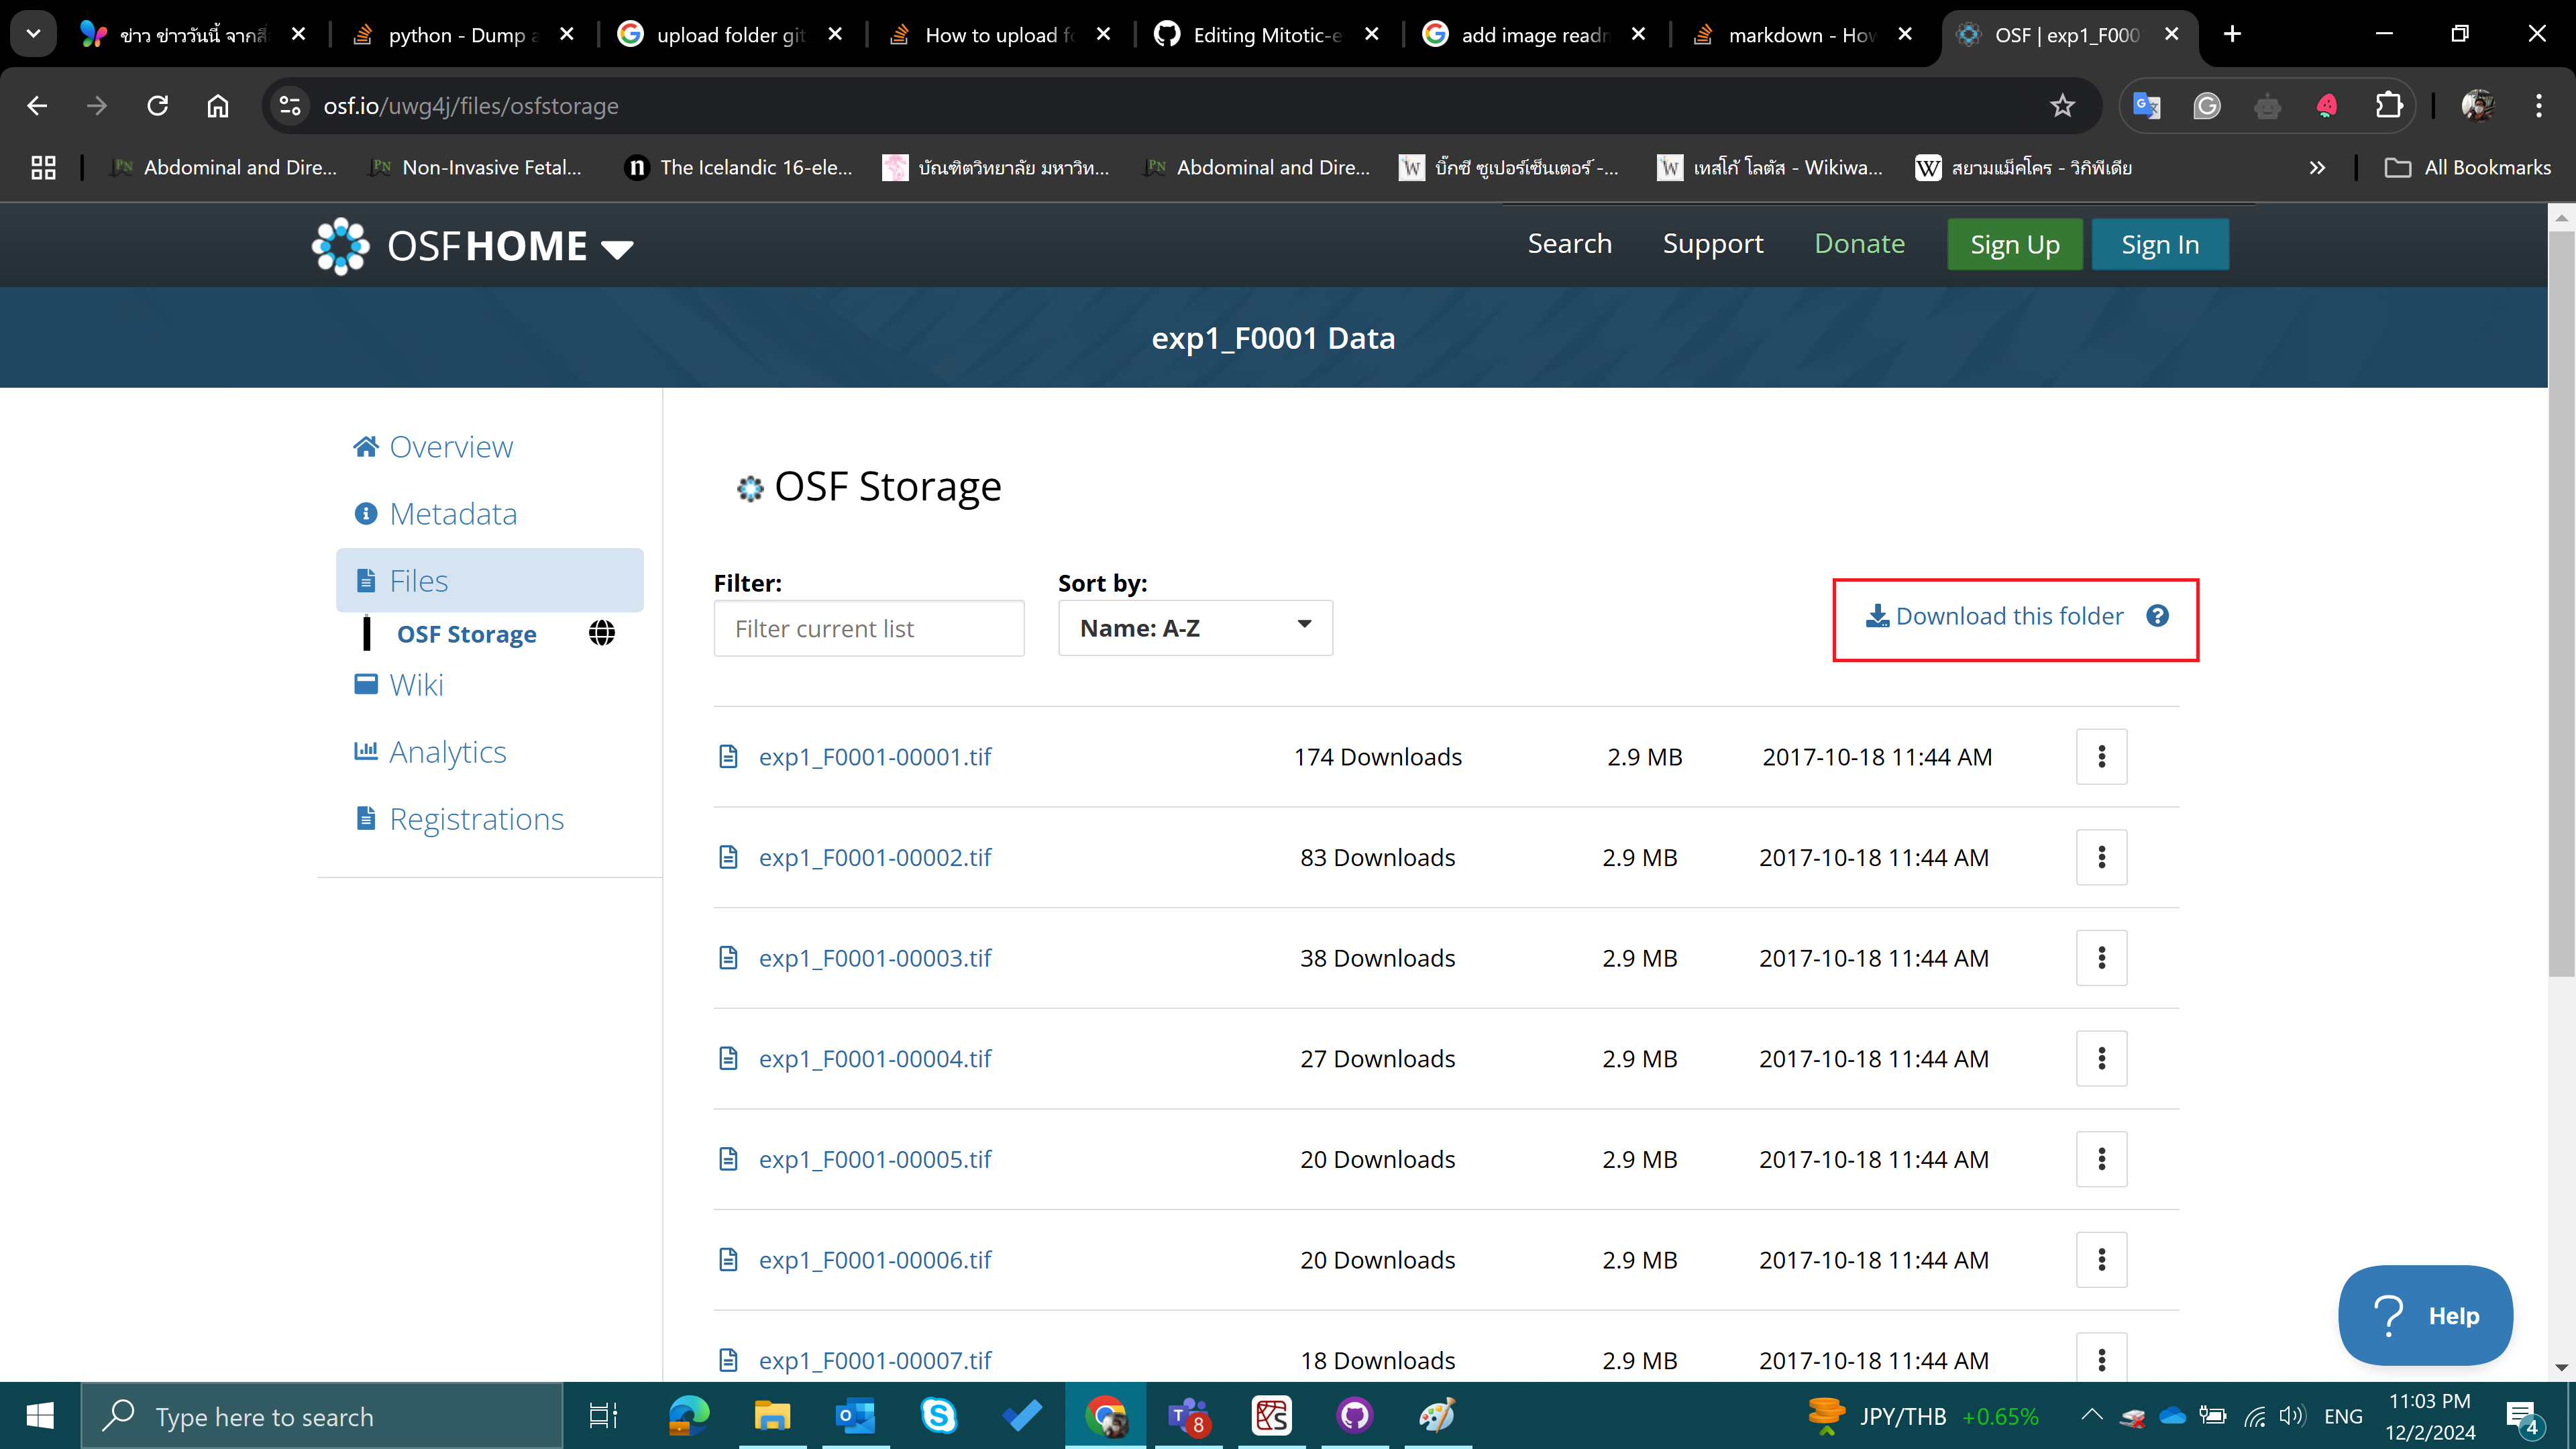 ข่าว ข่าววันนี้ จากสื่
python - Dump a
upload folder git
How to upload fo
Editing Mitotic-e
add image readm
markdown - How
OSF | exp1_F000
osf.io/uwg4j/files/osfstorage
Abdominal and Dire...
Non-Invasive Fetal...
The Icelandic 16-ele...
บัณฑิตวิทยาลัย มหาวิท...
Abdominal and Dire...
บิ๊กซี ซูเปอร์เซ็นเตอร์ -...
เทสโก้ โลตัส - Wikiwa...
สยามแม็คโคร - วิกิพีเดีย
All Bookmarks
OSFHOME
Search
Support
Donate
Sign Up
Sign In
exp1_F0001 Data
Overview
Metadata
Files
OSF Storage
Wiki
Analytics
Registrations
OSF Storage
Filter:
Sort by:
Filter current list
Name: A-Z
Download this folder
exp1_F0001-00001.tif 174 Downloads 2.9 MB 2017-10-18 11:44 AM
exp1_F0001-00002.tif 83 Downloads 2.9 MB 2017-10-18 11:44 AM
exp1_F0001-00003.tif 38 Downloads 2.9 MB 2017-10-18 11:44 AM
exp1_F0001-00004.tif 27 Downloads 2.9 MB 2017-10-18 11:44 AM
exp1_F0001-00005.tif 20 Downloads 2.9 MB 2017-10-18 11:44 AM
exp1_F0001-00006.tif 20 Downloads 2.9 MB 2017-10-18 11:44 AM
exp1_F0001-00007.tif 18 Downloads 2.9 MB 2017-10-18 11:44 AM
Help
Type here to search
8
JPY/THB +0.65%
ENG
11:03 PM
12/2/2024
4